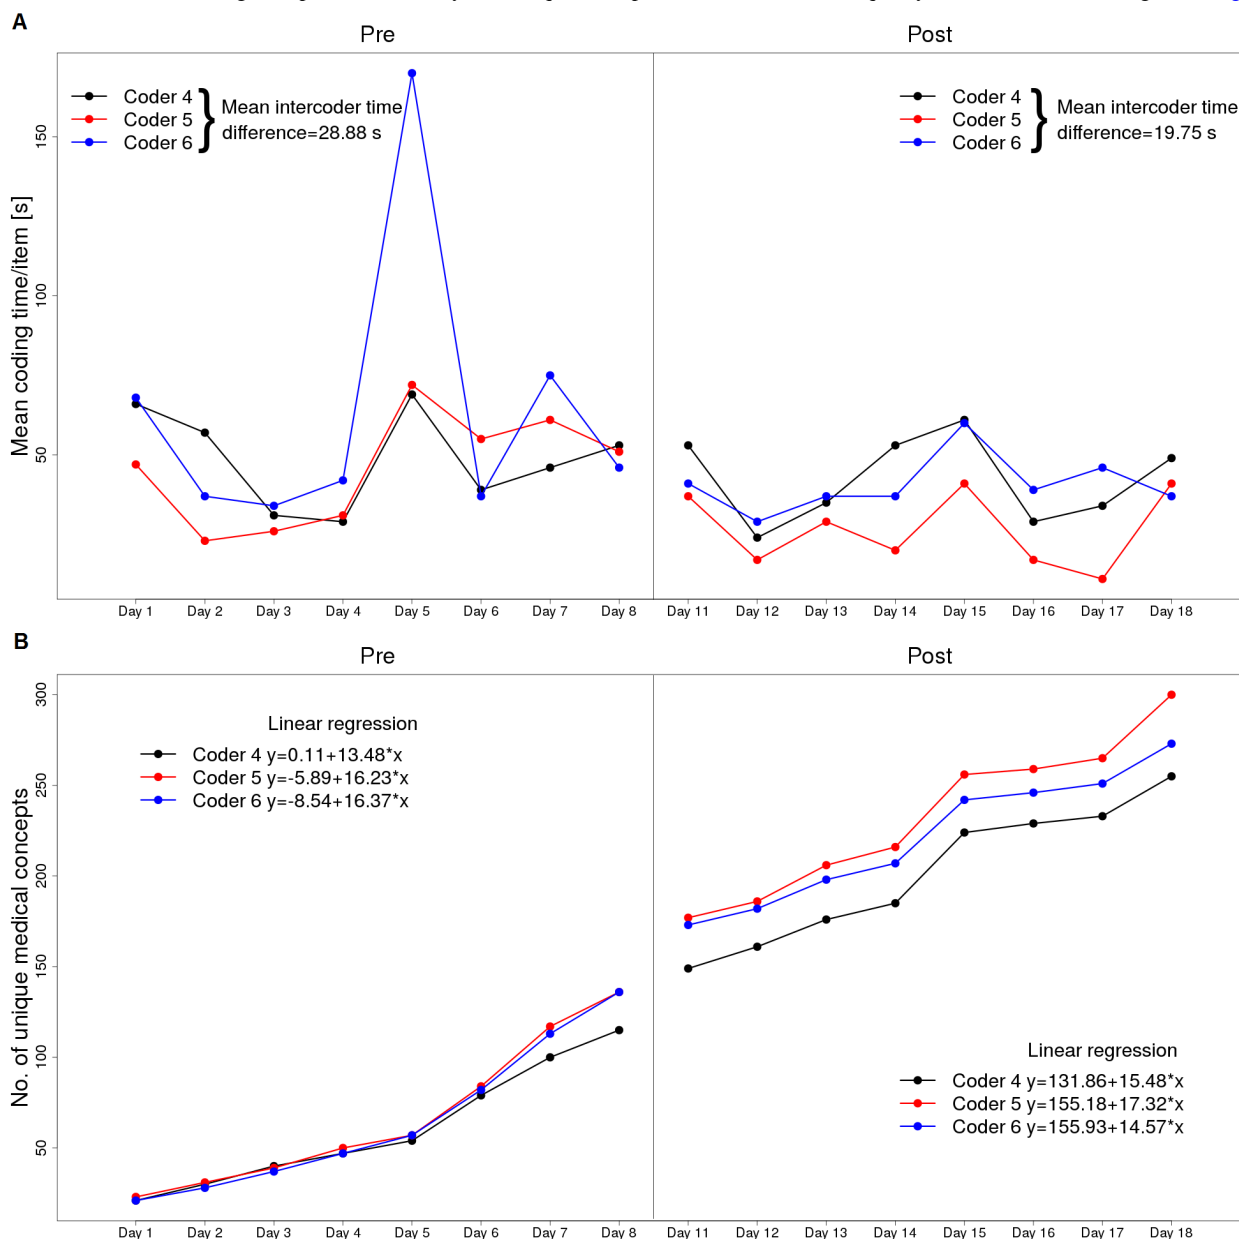 A
Pre
Post
Mean coding time/item [s]
150
100
50
Coder 4
Coder 5
Coder 6
Mean intercoder time
difference=28.88 s
Coder 4
Coder 5
Coder 6
Mean intercoder time
difference=19.75 s
Day 1 Day 2 Day 3 Day 4 Day 5 Day 6 Day 7 Day 8 Day 11 Day 12 Day 13 Day 14 Day 15 Day 16 Day 17 Day 18
B
Pre
Post
No. of unique medical concepts
300
250
200
150
100
50
Linear regression
Coder 4 y=0.11+13.48*x
Coder 5 y=-5.89+16.23*x
Coder 6 y=-8.54+16.37*x
Linear regression
Coder 4 y=131.86+15.48*x
Coder 5 y=155.18+17.32*x
Coder 6 y=155.93+14.57*x
Day 1 Day 2 Day 3 Day 4 Day 5 Day 6 Day 7 Day 8 Day 11 Day 12 Day 13 Day 14 Day 15 Day 16 Day 17 Day 18